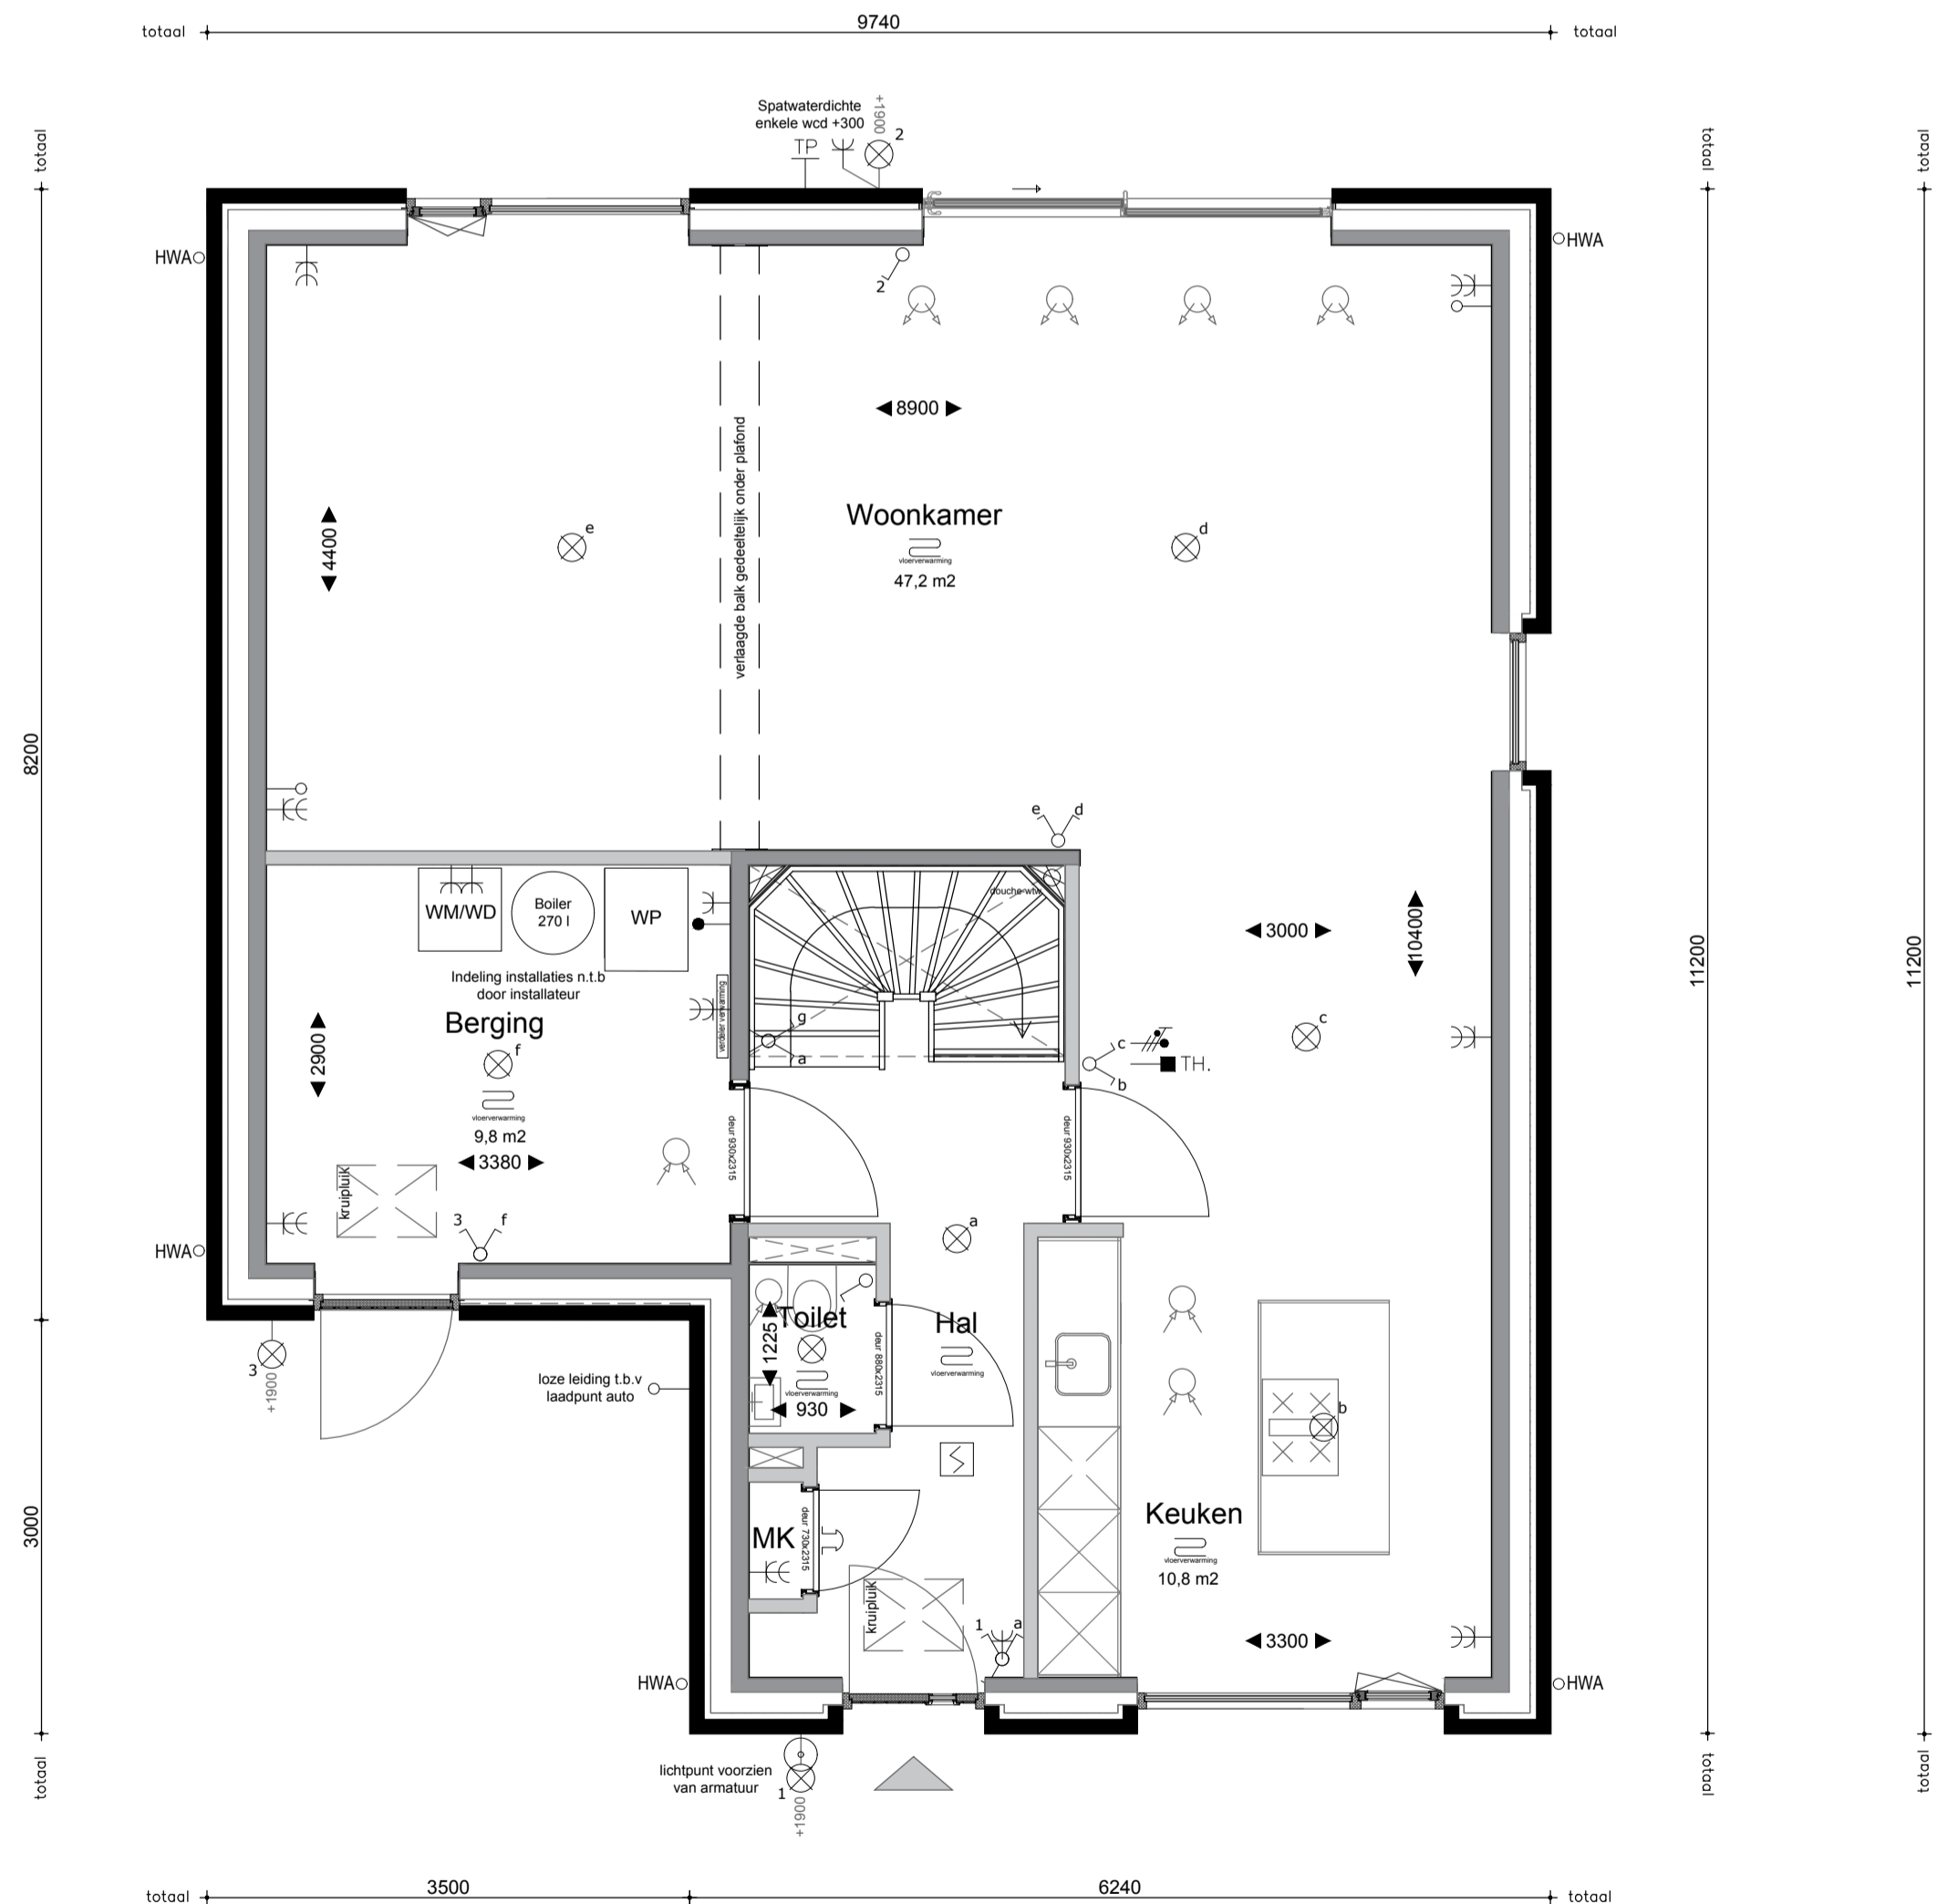 9740
totaal
totaal
Spatwaterdichte
enkele wcd +300
+1900
2
TP
totaal
totaal
totaal
HWA
HWA
2
8900
verlaagde balk gedeeltelijk onder plafond
4400
e
Woonkamer
vloerverwarming
47,2 m2
d
8200
e
d
WM/WD
Boiler
270 l
WP
douche-wtw
3000
10400
11200
11200
Indeling installaties n.t.b
door installateur
Berging
f
verdeler verwarming
g
a
c
b
TH.
c
2900
vloerverwarming
9,8 m2
3380
deur 930x2315
deur 930x2315
kruipluik
3
f
a
HWA
Toilet
1225
vloerverwarming
930
deur 880x2315
Hal
vloerverwarming
3
+1900
loze leiding t.b.v
laadpunt auto
b
3000
MK
deur 730x2315
Keuken
vloerverwarming
10,8 m2
kruipluik
1
a
3300
HWA
HWA
lichtpunt voorzien
van armatuur
1
+1900
totaal
totaal
totaal
3500
6240
totaal
totaal